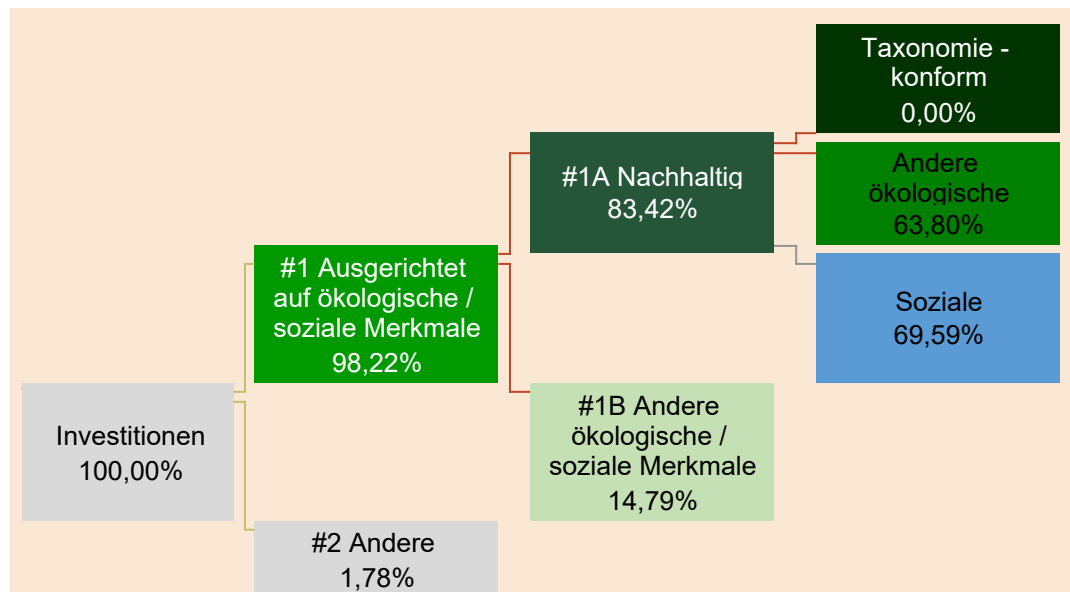 Taxonomie -
konform
0,00%
#1A Nachhaltig
83,42%
Andere
ökologische
63,80%
#1 Ausgerichtet
auf ökologische /
soziale Merkmale
98,22%
Soziale
69,59%
Investitionen
100,00%
#1B Andere
ökologische /
soziale Merkmale
14,79%
#2 Andere
1,78%